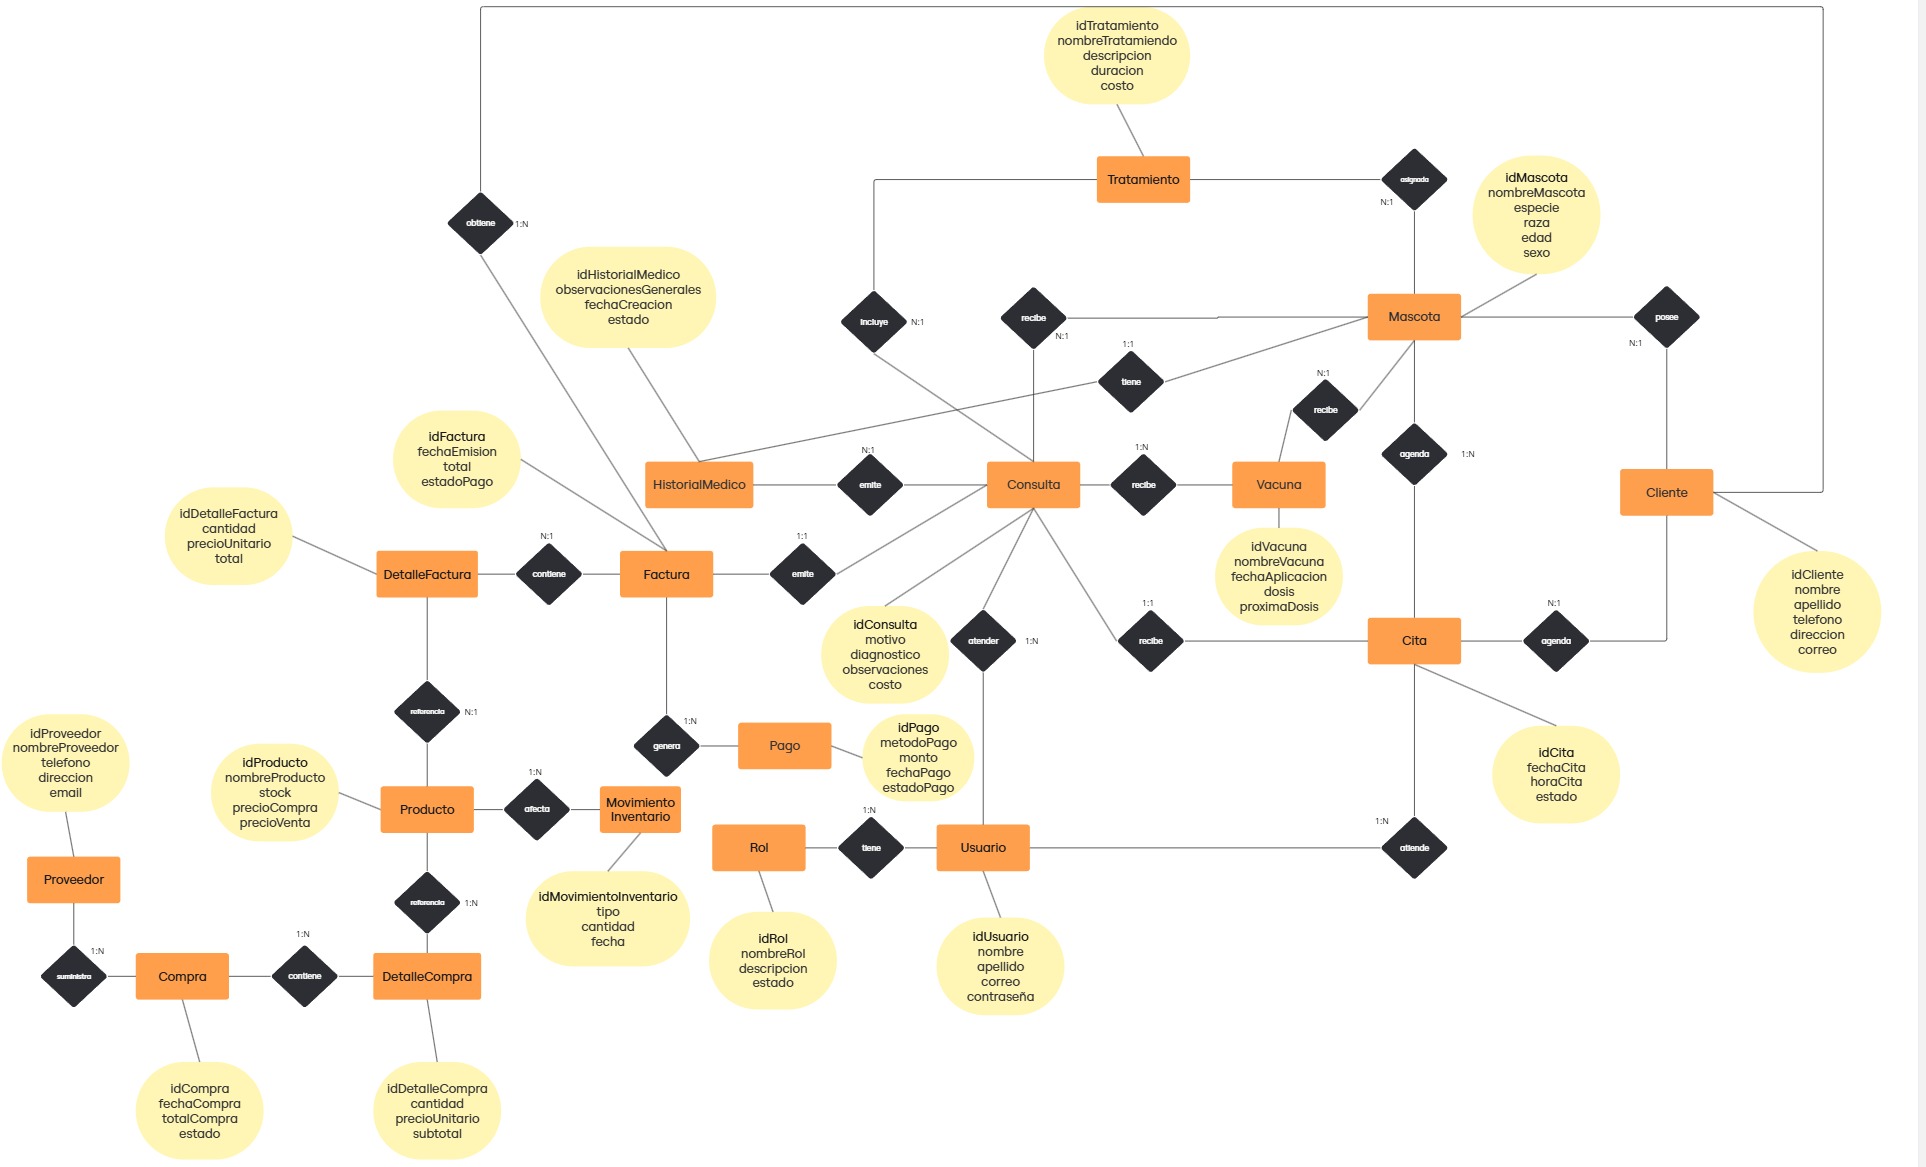 idTratamiento
nombreTratamiendo
descripcion
duracion
costo
Tratamiento
asignada
N:1
idMascota
nombreMascota
especie
raza
edad
sexo
obtiene
1:N
idHistorialMedico
observacionesGenerales
fechaCreacion
estado
incluye
N:1
recibe
N:1
Mascota
posee
N:1
1:1
tiene
N:1
recibe
idFactura
fechaEmision
total
estadoPago
HistorialMedico
N:1
emite
Consulta
1:N
recibe
Vacuna
agenda
1:N
Cliente
idDetalleFactura
cantidad
precioUnitario
total
DetalleFactura
N:1
contiene
Factura
1:1
emite
idVacuna
nombreVacuna
fechaAplicacion
dosis
proximaDosis
idCliente
nombre
apellido
telefono
direccion
correo
idConsulta
motivo
diagnostico
observaciones
costo
atender
1:N
1:1
recibe
Cita
N:1
agenda
referencia
N:1
idProveedor
nombreProveedor
telefono
direccion
email
idProducto
nombreProducto
stock
precioCompra
precioVenta
1:N
genera
Pago
idPago
metodoPago
monto
fechaPago
estadoPago
idCita
fechaCita
horaCita
estado
Producto
1:N
afecta
Movimiento
Inventario
Rol
1:N
tiene
Usuario
1:N
atiende
Proveedor
referencia
1:N
idMovimientoInventario
tipo
cantidad
fecha
idRol
nombreRol
descripcion
estado
idUsuario
nombre
apellido
correo
contraseña
1:N
suministra
Compra
1:N
contiene
DetalleCompra
idCompra
fechaCompra
totalCompra
estado
idDetalleCompra
cantidad
precioUnitario
subtotal